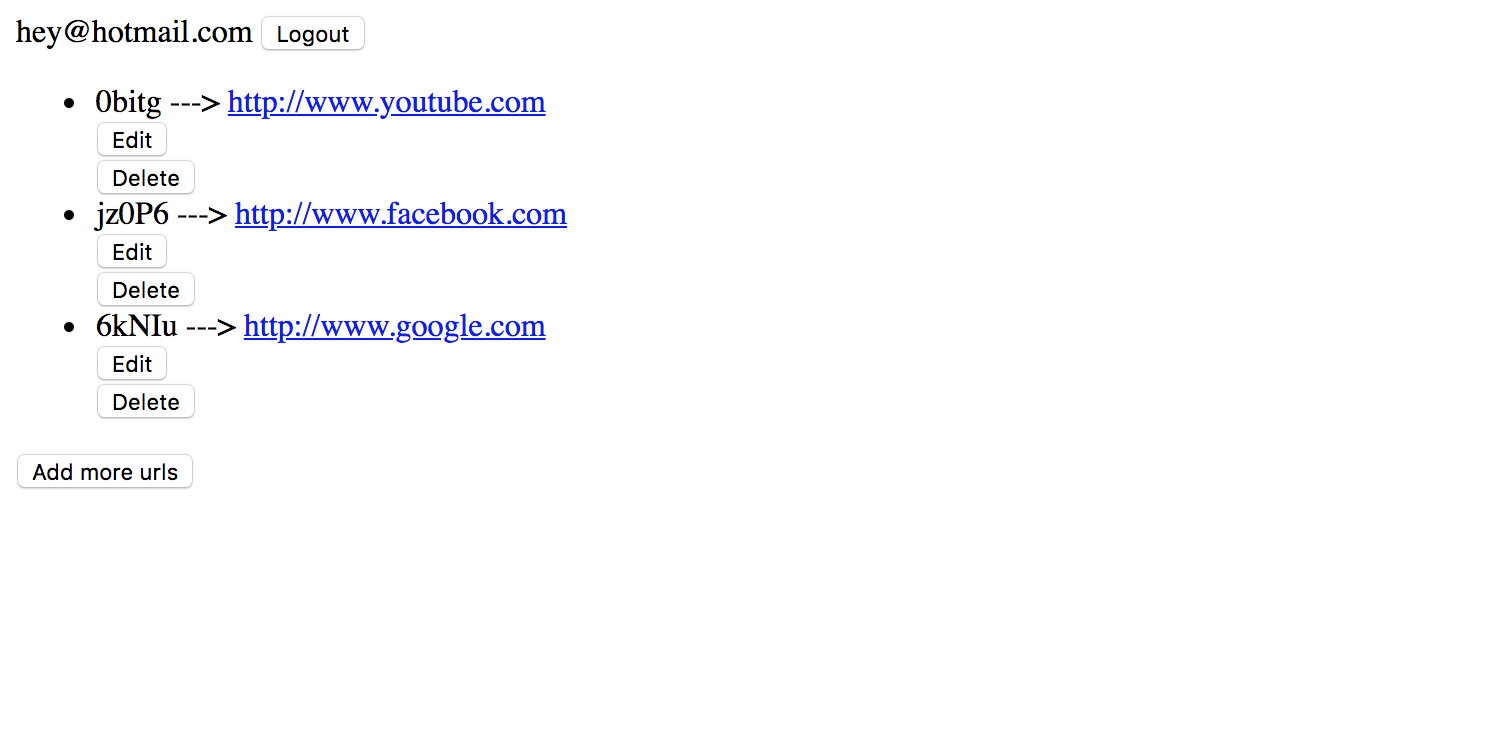 hey@hotmail.com Logout
0bitg ---> http://www.youtube.com
Edit
Delete
jz0P6 ---> http://www.facebook.com
Edit
Delete
6kNIu ---> http://www.google.com
Edit
Delete
Add more urls